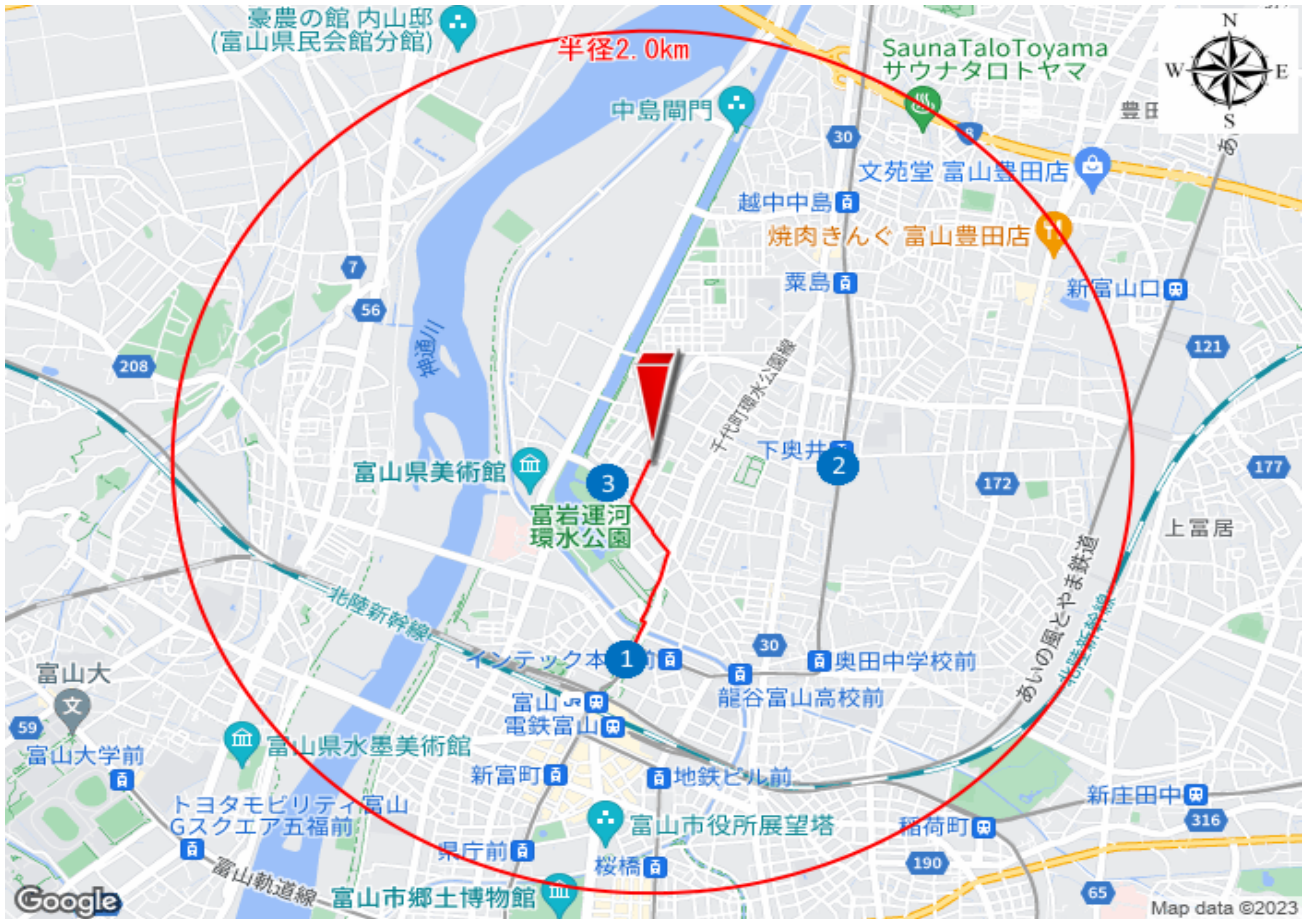 豪農の館 内山邸
(富山県民会館分館)
半径2.0km
SaunaTaloToyama
サウナタロトヤマ
N
W
E
S
中島閘門
30
8
豊田
あ
文苑堂 富山豊田店
越中中島
焼肉きんぐ 富山豊田店
7
粟島
新富山口
56
神通川
121
208
千代町環水公園線
下奥井
2
富山県美術館
3
172
177
富岩運河
環水公園
上冨居
北陸新幹線
あいの風とやま鉄道
北陸新幹線
30
インテック本
1
前
奥田中学校前
富山大
富山
JR
龍谷富山高校前
電鉄富山
59
富山県水墨美術館
富山大学前
新富町
地鉄ビル前
トヨタモビリティ富山
Gスクエア五福前
新庄田中
富山市役所展望塔
稲荷町
316
県庁前
桜橋
190
富山軌道線
富山市郷土博物館
65
Google
Map data ©2023